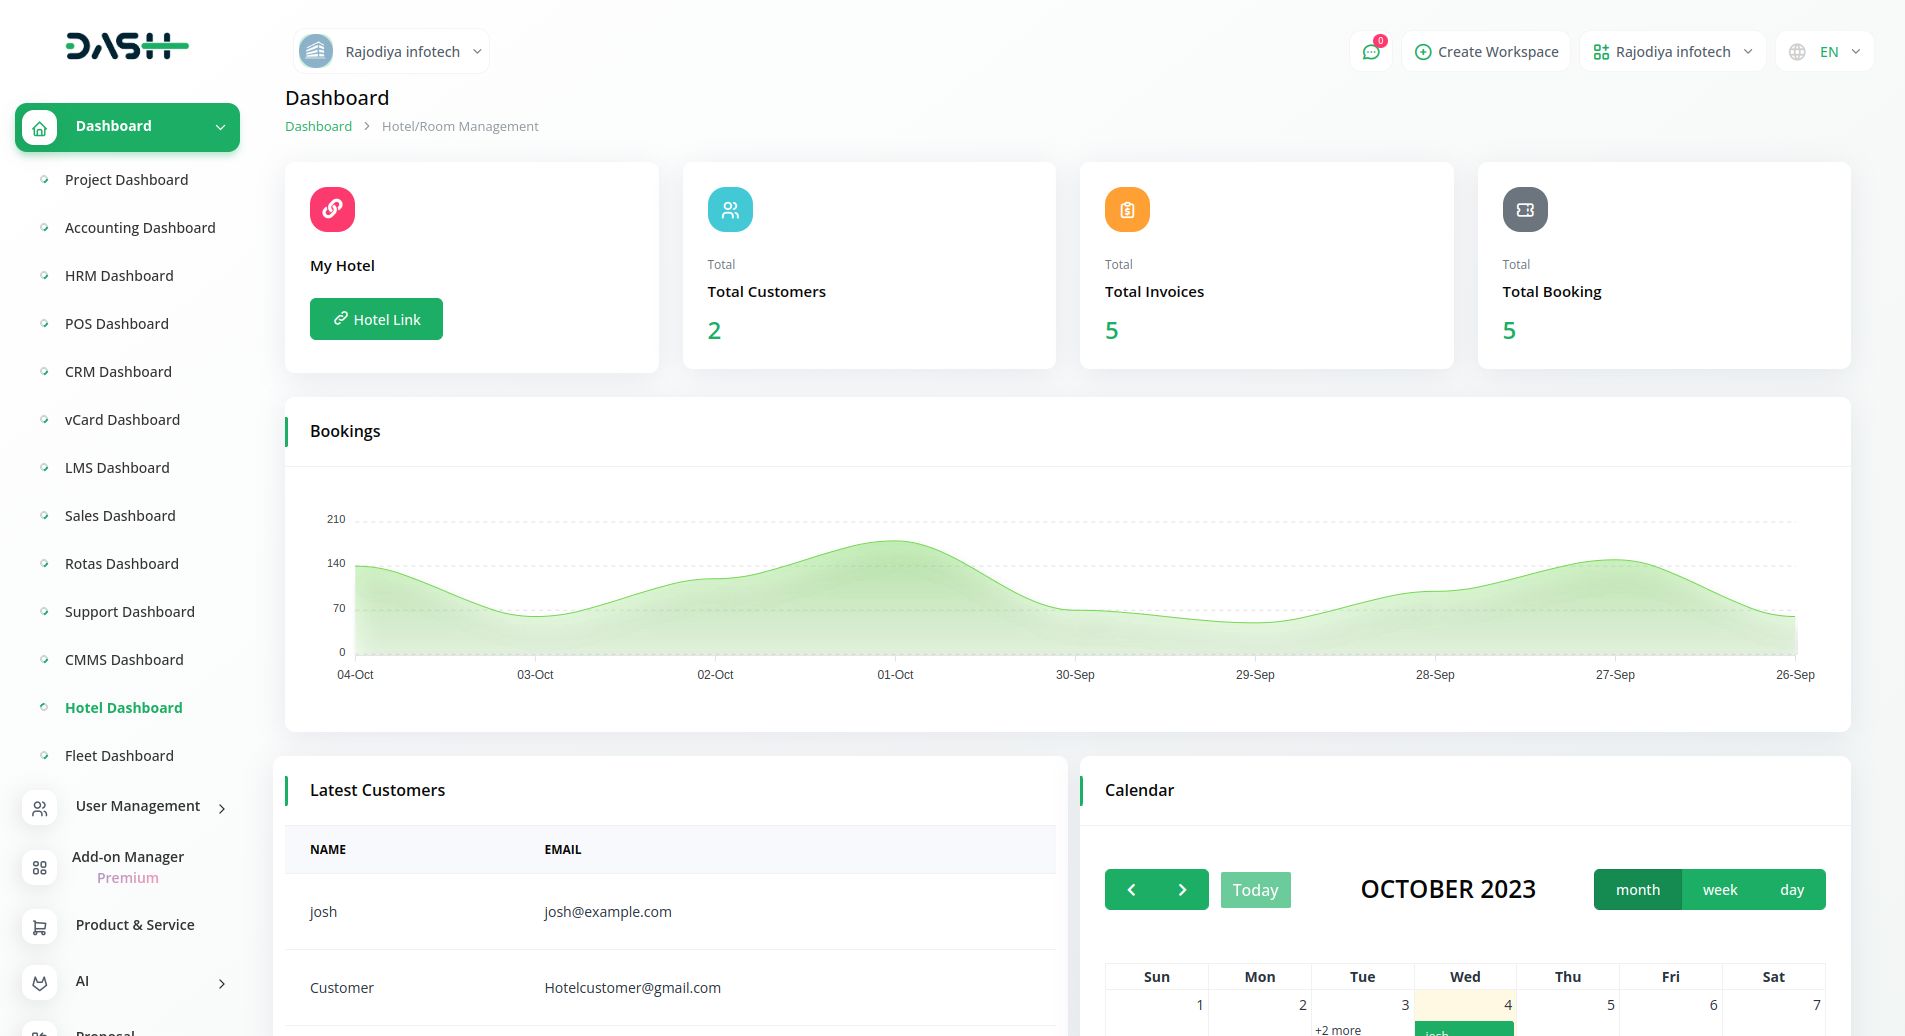 DASH
Rajodiya infotech
0
Create Workspace
Rajodiya infotech
EN
Dashboard
Dashboard
Hotel/Room Management
Dashboard
Project Dashboard
Accounting Dashboard
HRM Dashboard
POS Dashboard
CRM Dashboard
vCard Dashboard
LMS Dashboard
Sales Dashboard
Rotas Dashboard
Support Dashboard
CMMS Dashboard
Hotel Dashboard
Fleet Dashboard
User Management
Add-on Manager
Premium
Product & Service
AI
Proposal
My Hotel
Hotel Link
Total
Total Customers
2
Total
Total Invoices
5
Total
Total Booking
5
Bookings
210
140
70
0
04-Oct 03-Oct 02-Oct 01-Oct 30-Sep 29-Sep 28-Sep 27-Sep 26-Sep
Latest Customers
NAME EMAIL
josh josh@example.com
Customer Hotelcustomer@gmail.com
Calendar
Today
OCTOBER 2023
month week day
Sun Mon Tue Wed Thu Fri Sat
1 2 3 4 5 6 7
+2 more
josh